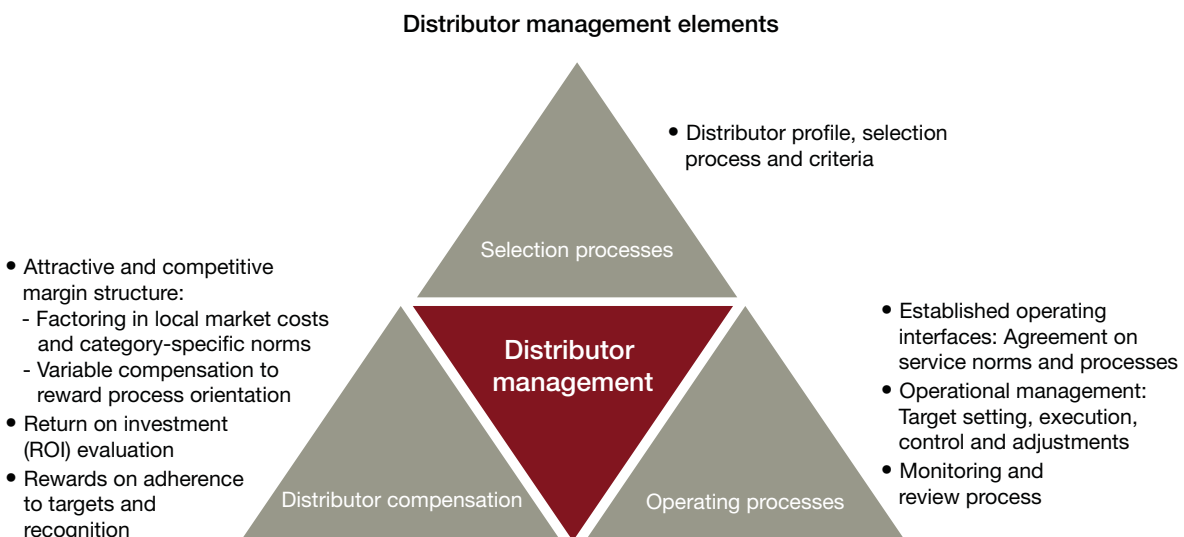 Distributor management elements
• Distributor profile, selection
process and criteria
Selection processes
• Attractive and competitive
margin structure:
- Factoring in local market costs
and category-specific norms
- Variable compensation to
reward process orientation
• Return on investment
(ROI) evaluation
• Rewards on adherence
to targets and
recognition
Distributor
management
• Established operating
interfaces: Agreement on
service norms and processes
• Operational management:
Target setting, execution,
control and adjustments
• Monitoring and
review process
Distributor compensation
Operating processes